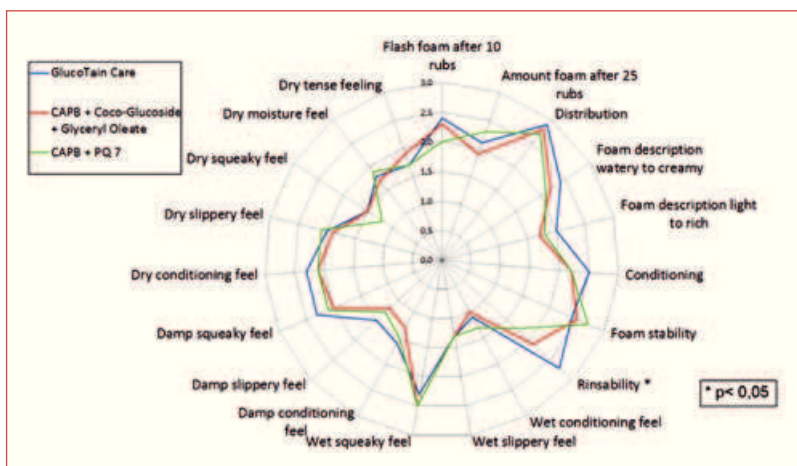 Flash foam after 10
rubs
GlucoTain Care
CAPB + Coco-Glucoside
+ Glyceryl Oleate
CAPB + PQ 7
3.0
2.5
2.0
1.5
1.0
0.5
0.0
Amount foam after 25
rubs
Distribution
Foam description
watery to creamy
Foam description light
to rich
Conditioning
Foam stability
Rinsability *
Wet conditioning feel
Wet slippery feel
Wet squeaky feel
Damp conditioning
feel
Damp slippery feel
Damp squeaky feel
Dry conditioning feel
Dry slippery feel
Dry squeaky feel
Dry moisture feel
Dry tense feeling
* p< 0,05